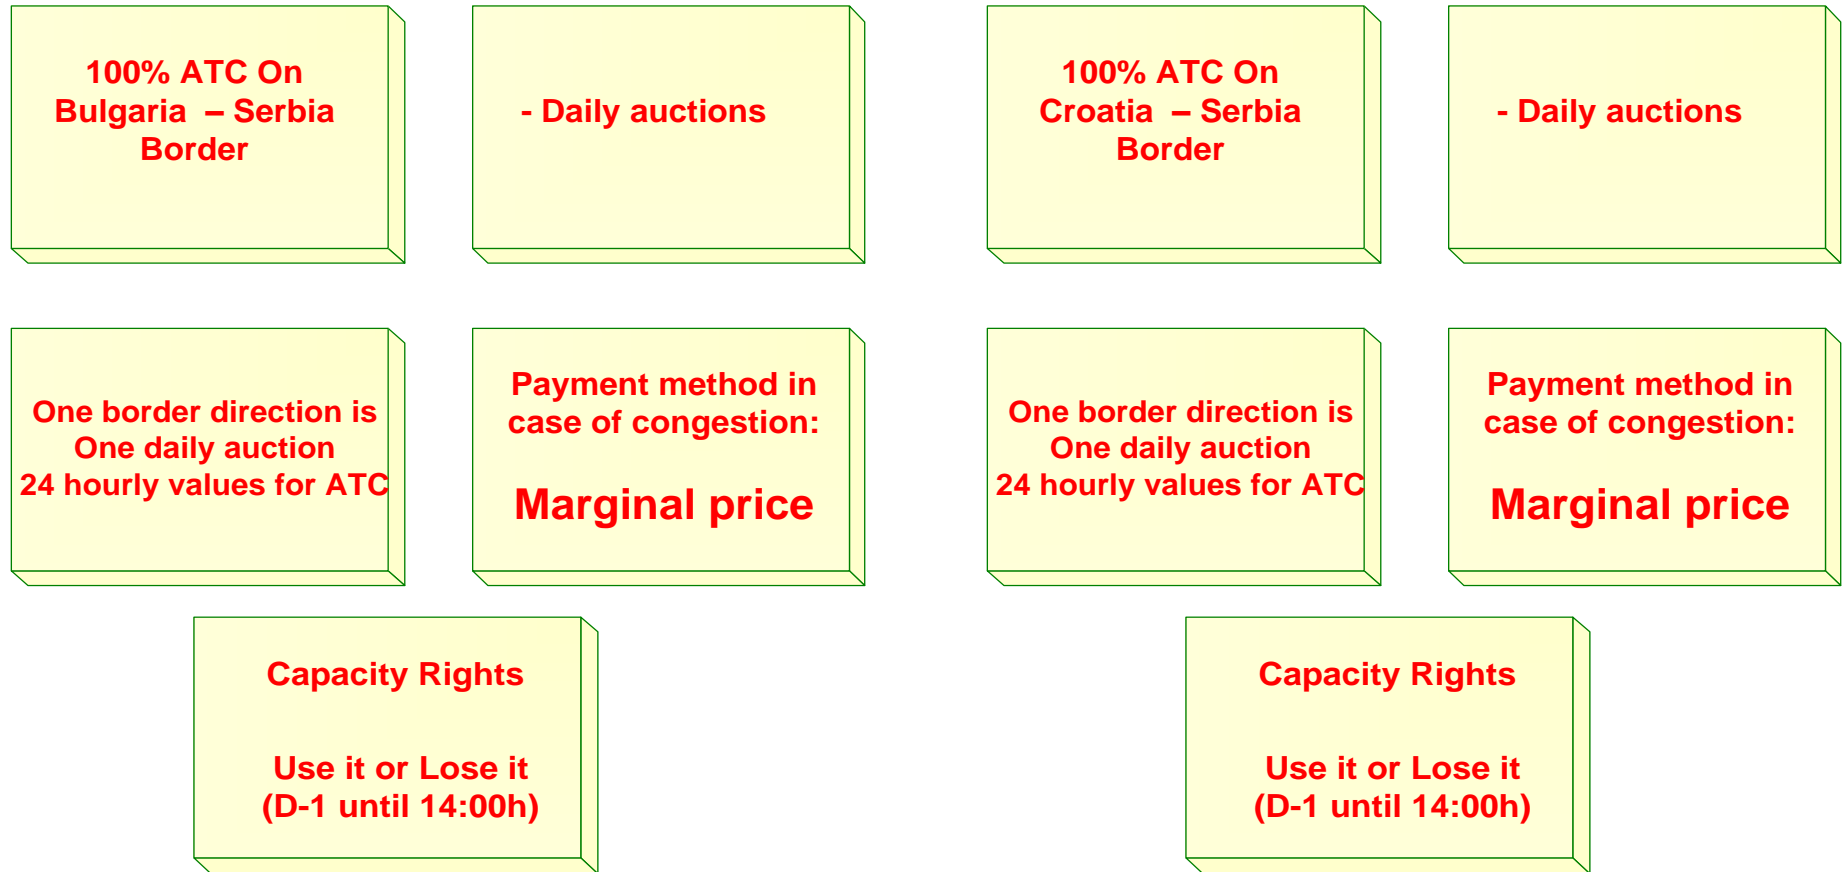 100% ATC On
Bulgaria – Serbia
Border
- Daily auctions
100% ATC On
Croatia – Serbia
Border
- Daily auctions
One border direction is
One daily auction
24 hourly values for ATC
Payment method in
case of congestion:
Marginal price
One border direction is
One daily auction
24 hourly values for ATC
Payment method in
case of congestion:
Marginal price
Capacity Rights
Use it or Lose it
(D-1 until 14:00h)
Capacity Rights
Use it or Lose it
(D-1 until 14:00h)